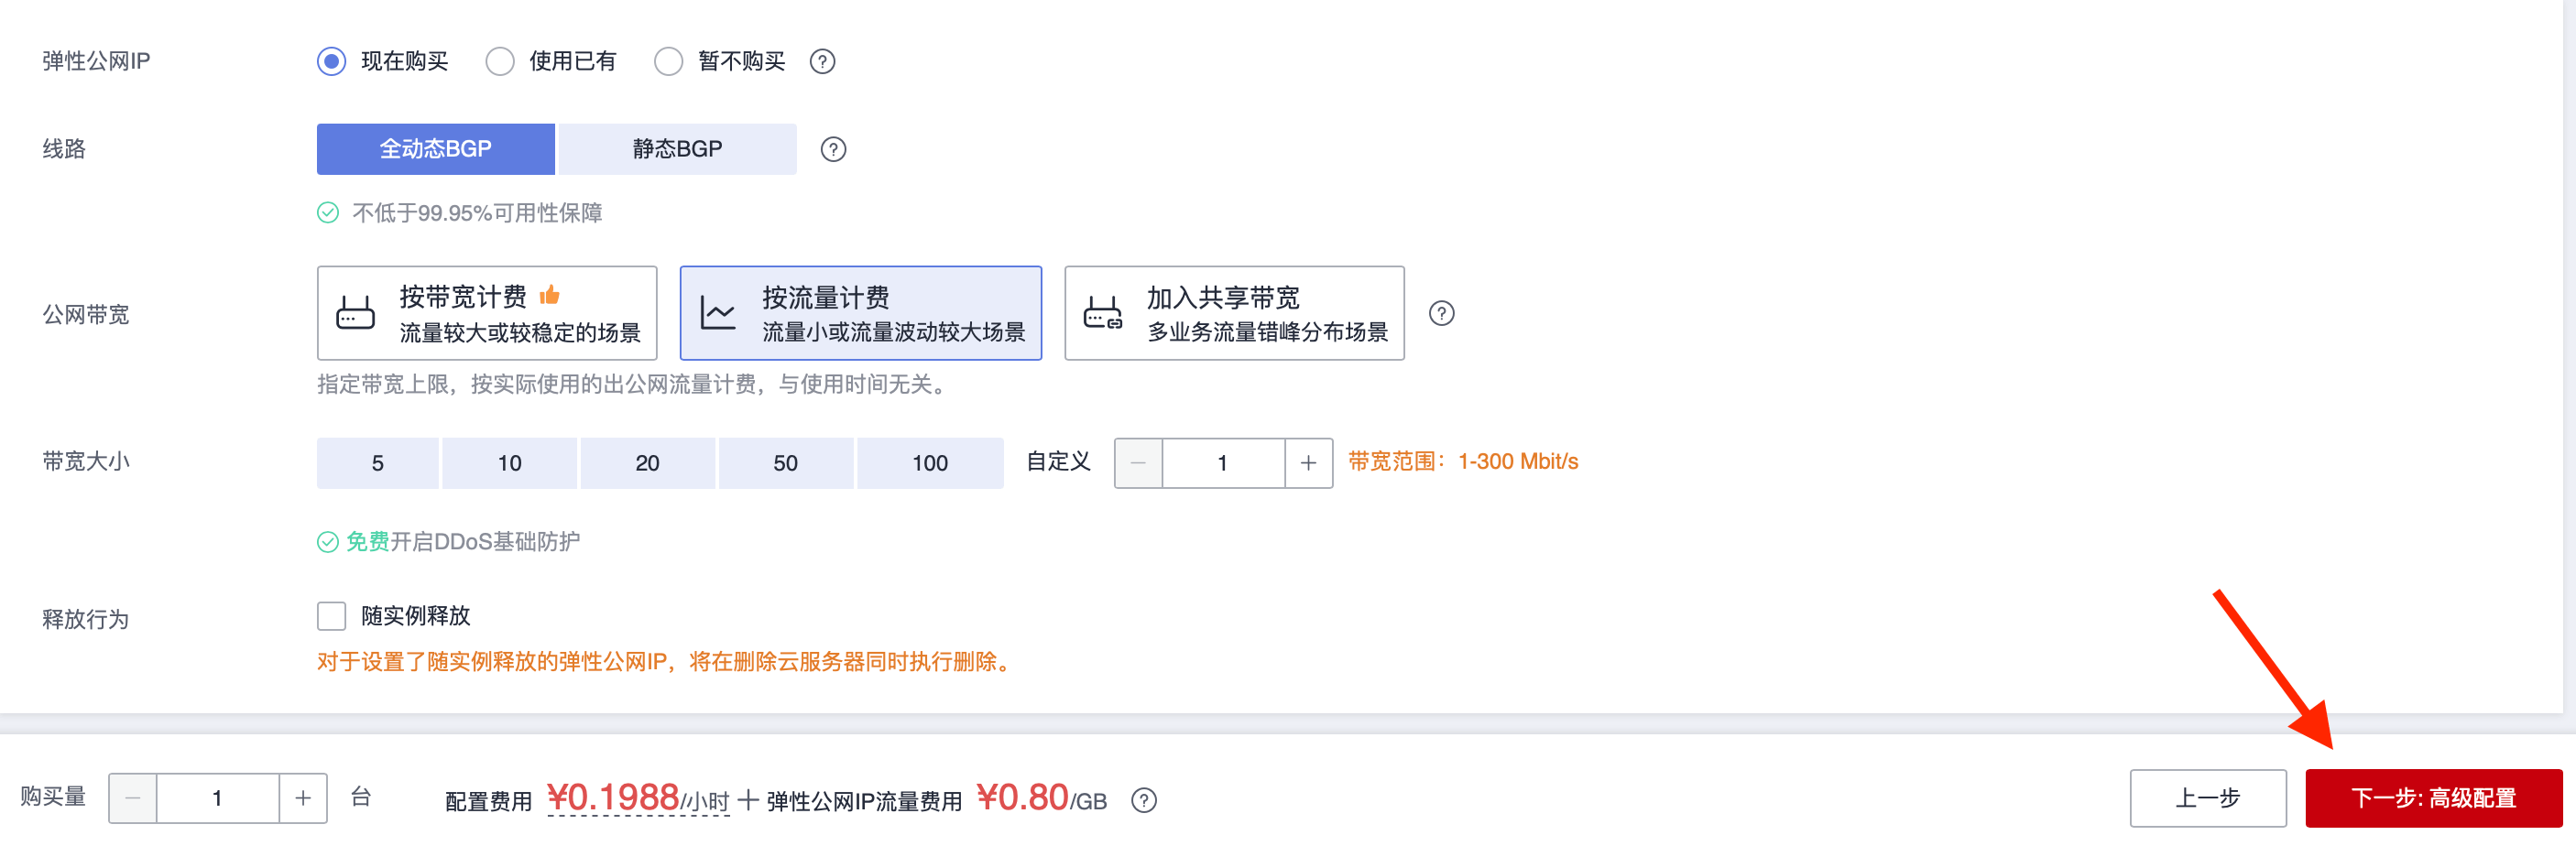 弹性公网IP 现在购买 使用已有 暂不购买 ?
线路 全动态BGP 静态BGP ?
不低于99.95%可用性保障
公网带宽
按带宽计费
流量较大或较稳定的场景
按流量计费
流量小或流量波动较大场景
加入共享带宽
多业务流量错峰分布场景
?
指定带宽上限，按实际使用的出公网流量计费，与使用时间无关。
带宽大小 5 10 20 50 100 自定义 − 1 + 带宽范围：1-300 Mbit/s
免费开启DDoS基础防护
释放行为 随实例释放
对于设置了随实例释放的弹性公网IP，将在删除云服务器同时执行删除。
购买量 − 1 + 台 配置费用 ¥0.1988/小时 + 弹性公网IP流量费用 ¥0.80/GB ? 上一步 下一步: 高级配置